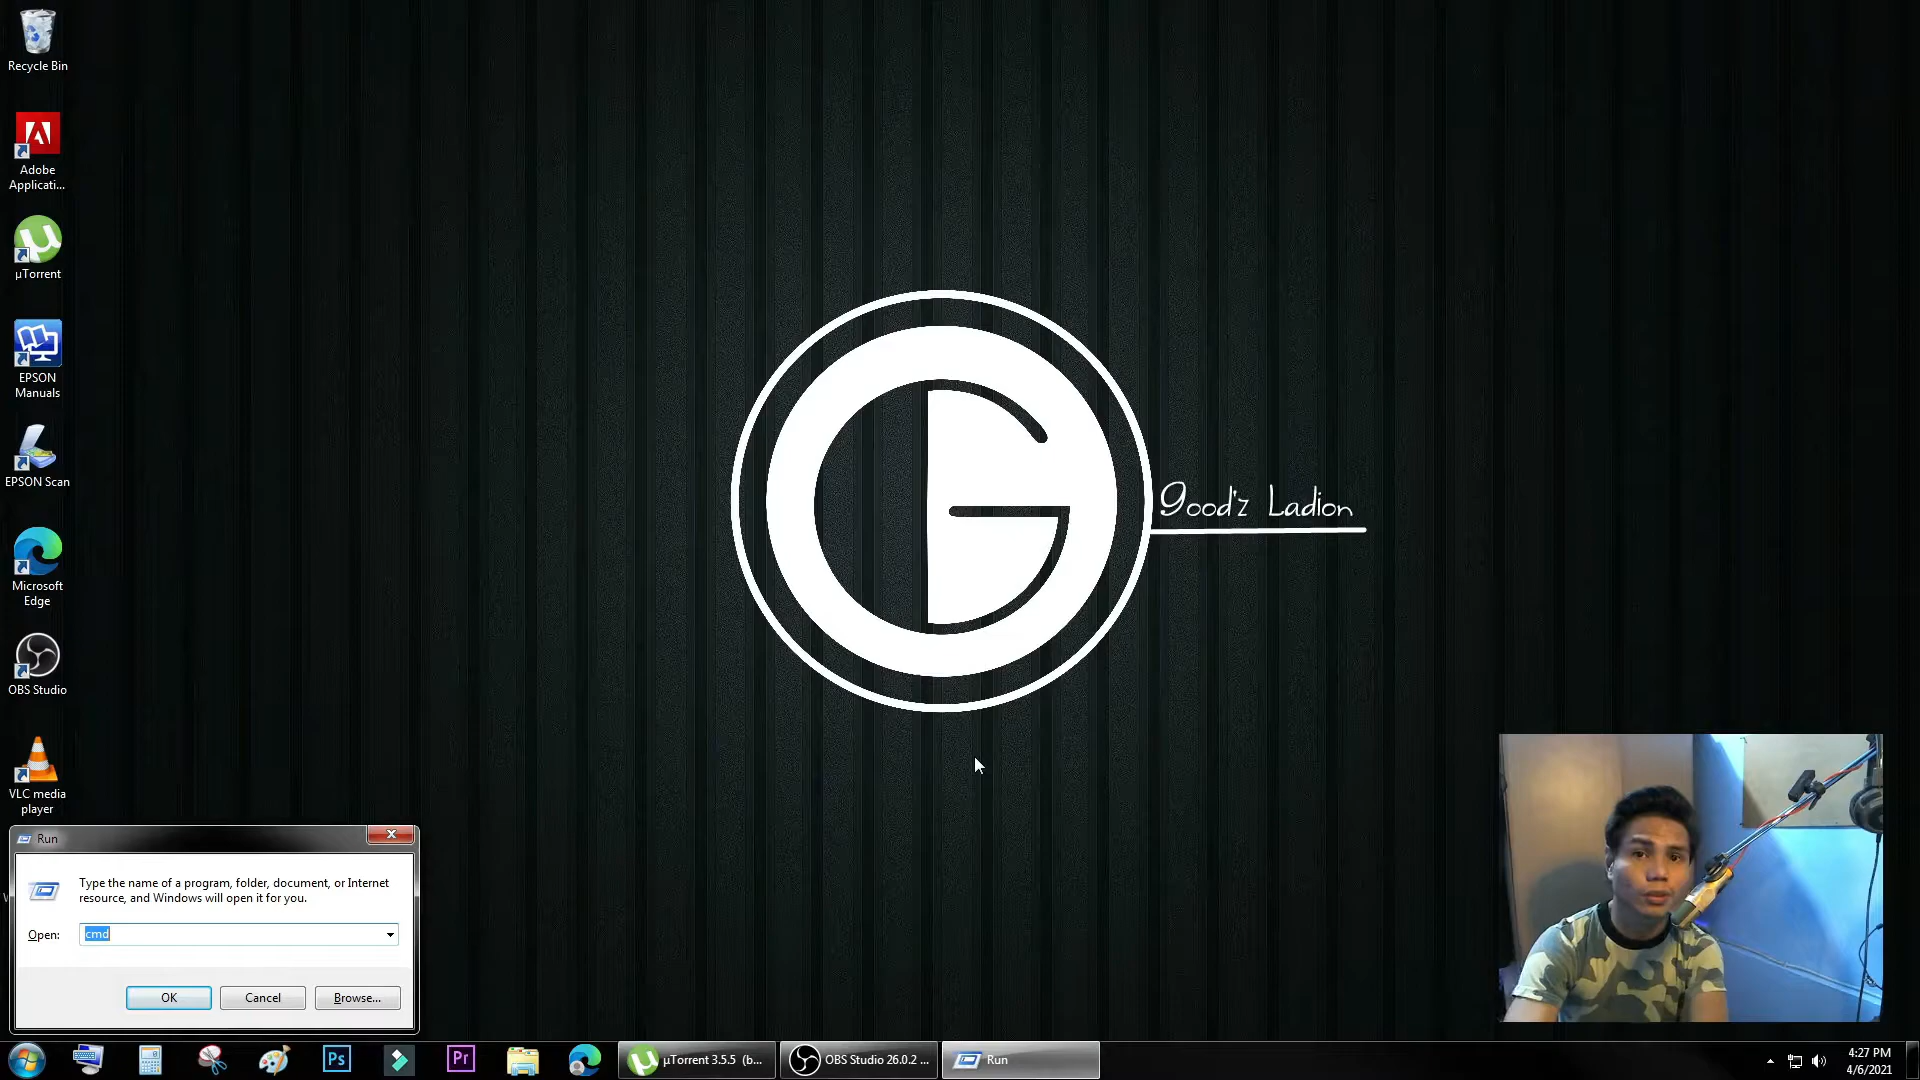 Recycle Bin
Adobe
Applicati...
µTorrent
EPSON
Manuals
EPSON Scan
Microsoft
Edge
OBS Studio
VLC media
player
Good'z Ladion
Run
Type the name of a program, folder, document, or Internet
resource, and Windows will open it for you.
Open:
cmd
OK
Cancel
Browse...
Ps
Pr
µTorrent 3.5.5 (b...
OBS Studio 26.0.2 ...
Run
4:27 PM
4/6/2021